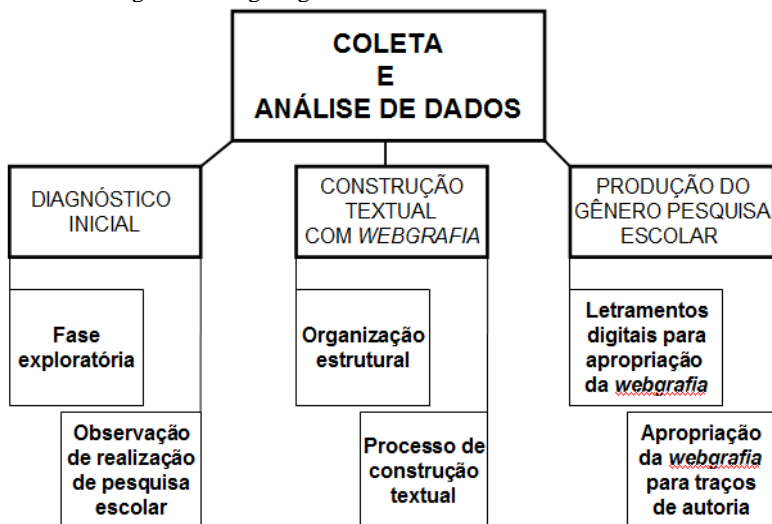 COLETA
E
ANÁLISE DE DADOS
DIAGNÓSTICO
INICIAL
Fase
exploratória
Observação
de realização
de pesquisa
escolar
CONSTRUÇÃO
TEXTUAL
COM WEBGRAFIA
Organização
estrutural
Processo de
construção
textual
PRODUÇÃO DO
GÊNERO PESQUISA
ESCOLAR
Letramentos
digitais para
apropriação
da webgrafia
Apropriação
da webgrafia
para traços
de autoria